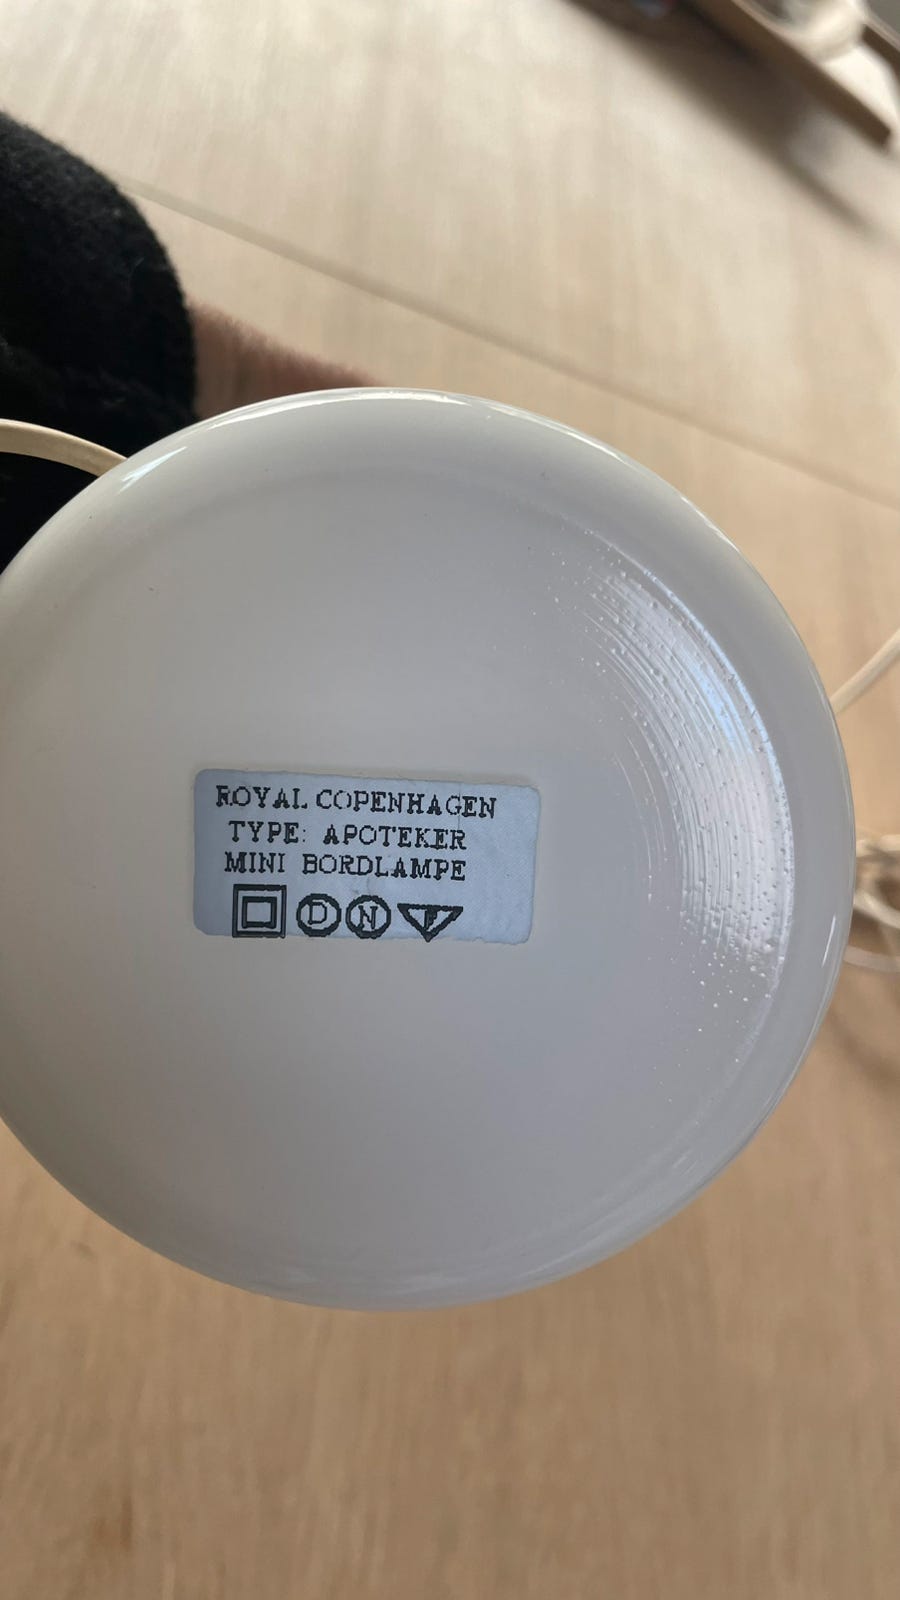 ROYAL COPENHAGEN
TYPE: APOTEKER
MINI BORDLAMPE
D N F